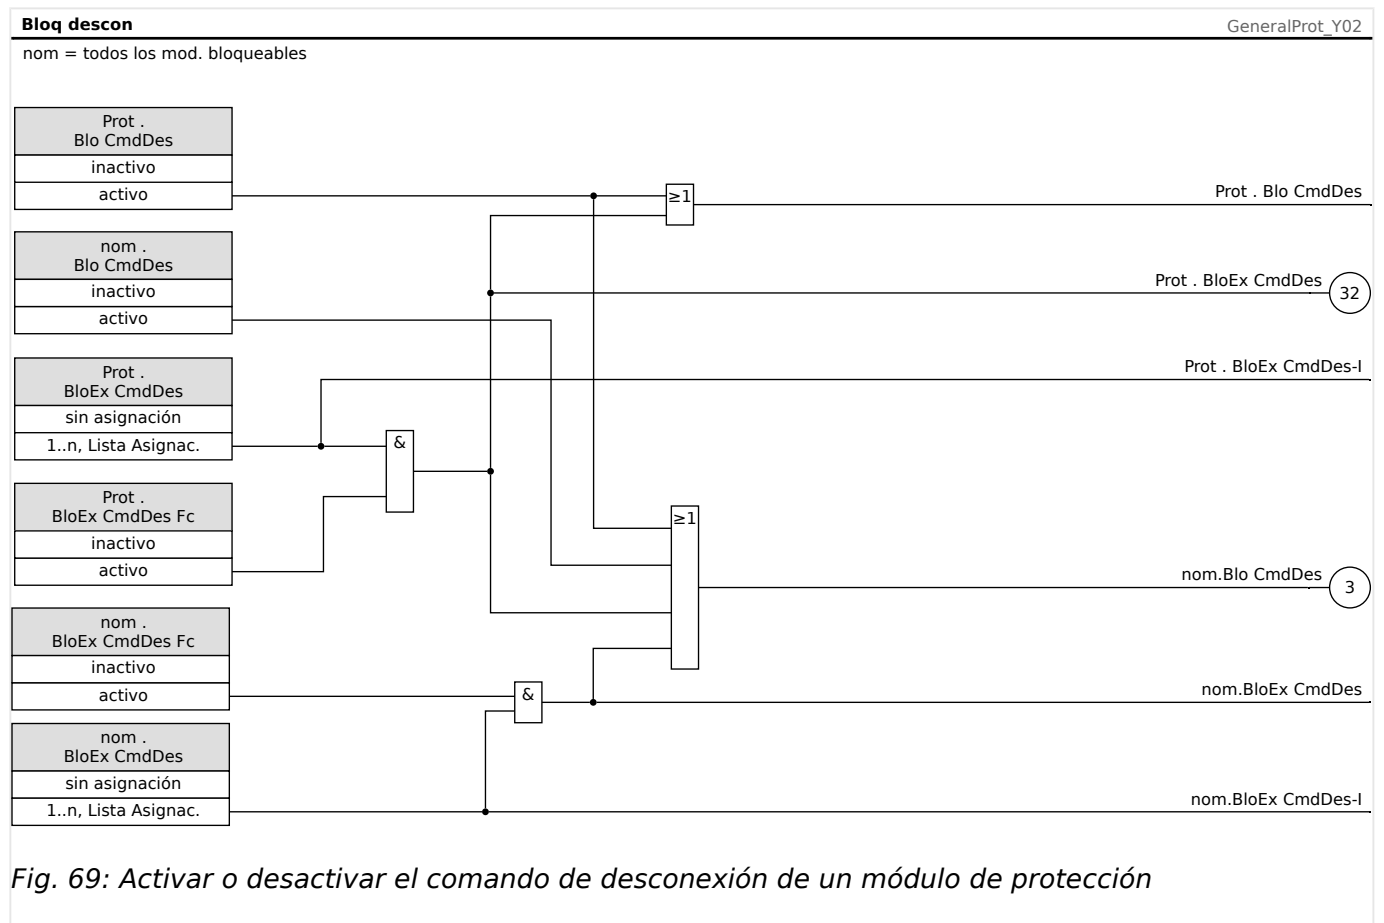 Bloq descon
GeneralProt_Y02
nom = todos los mod. bloqueables
Prot .
Blo CmdDes
inactivo
activo
≥1
Prot . Blo CmdDes
nom .
Blo CmdDes
inactivo
activo
Prot . BloEx CmdDes
32
Prot .
BloEx CmdDes
sin asignación
1..n, Lista Asignac.
Prot . BloEx CmdDes-I
&
Prot .
BloEx CmdDes Fc
inactivo
activo
≥1
nom.Blo CmdDes
3
nom .
BloEx CmdDes Fc
inactivo
activo
&
nom.BloEx CmdDes
nom .
BloEx CmdDes
sin asignación
1..n, Lista Asignac.
nom.BloEx CmdDes-I
Fig. 69: Activar o desactivar el comando de desconexión de un módulo de protección